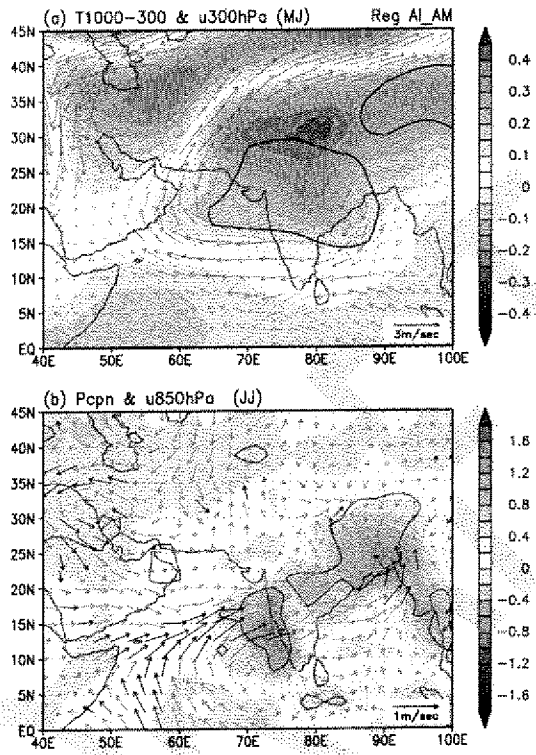 (a) T1000-300 & u300hPa (MJ) Reg AI_AM
45N
40N
35N
30N
25N
20N
15N
10N
5N
EQ
40E 50E 60E 70E 80E 90E 100E
3m/sec
0.4
0.3
0.2
0.1
0
-0.1
-0.2
-0.3
-0.4
(b) Pcpn & u850hPa (JJ)
45N
40N
35N
30N
25N
20N
15N
10N
5N
EQ
40E 50E 60E 70E 80E 90E 100E
1m/sec
1.6
1.2
0.8
0.4
0
-0.4
-0.8
-1.2
-1.6